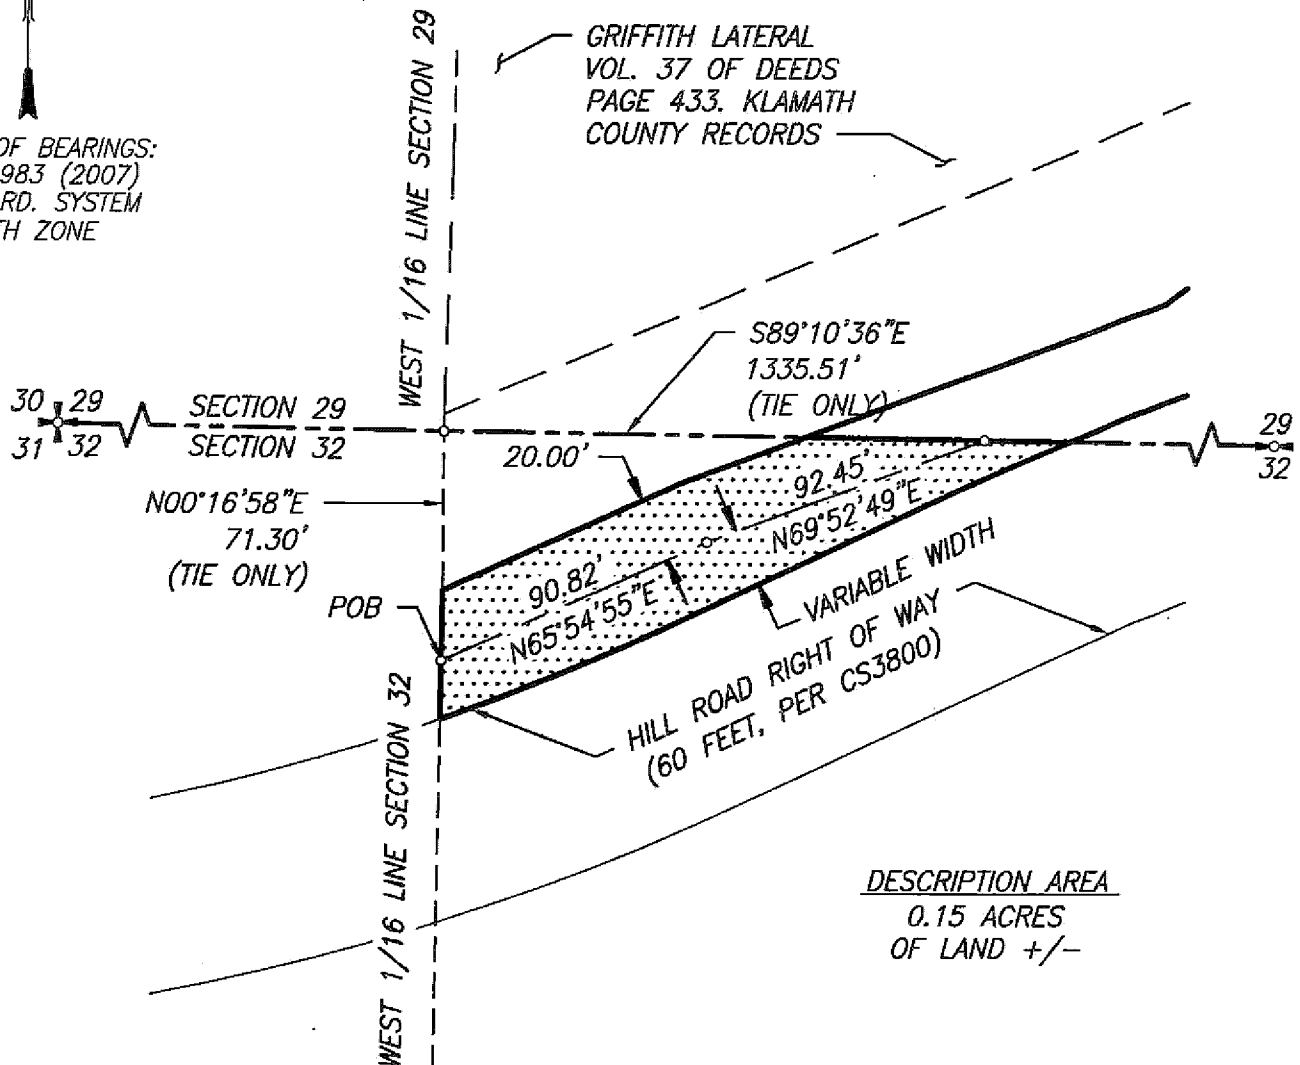 GRIFFITH LATERAL
VOL. 37 OF DEEDS
PAGE 433. KLAMATH
COUNTY RECORDS
WEST 1/16 LINE SECTION 29
OF BEARINGS:
983 (2007)
RD. SYSTEM
TH ZONE
S89°10'36"E
1335.51'
(TIE ONLY)
30 29
31 32
SECTION 29
SECTION 32
29
32
20.00'
N00°16'58"E
71.30'
(TIE ONLY)
92.45'
N69°52'49"E
90.82'
N65°54'55"E
POB
VARIABLE WIDTH
HILL ROAD RIGHT OF WAY
(60 FEET, PER CS3800)
WEST 1/16 LINE SECTION 32
DESCRIPTION AREA
0.15 ACRES
OF LAND +/-